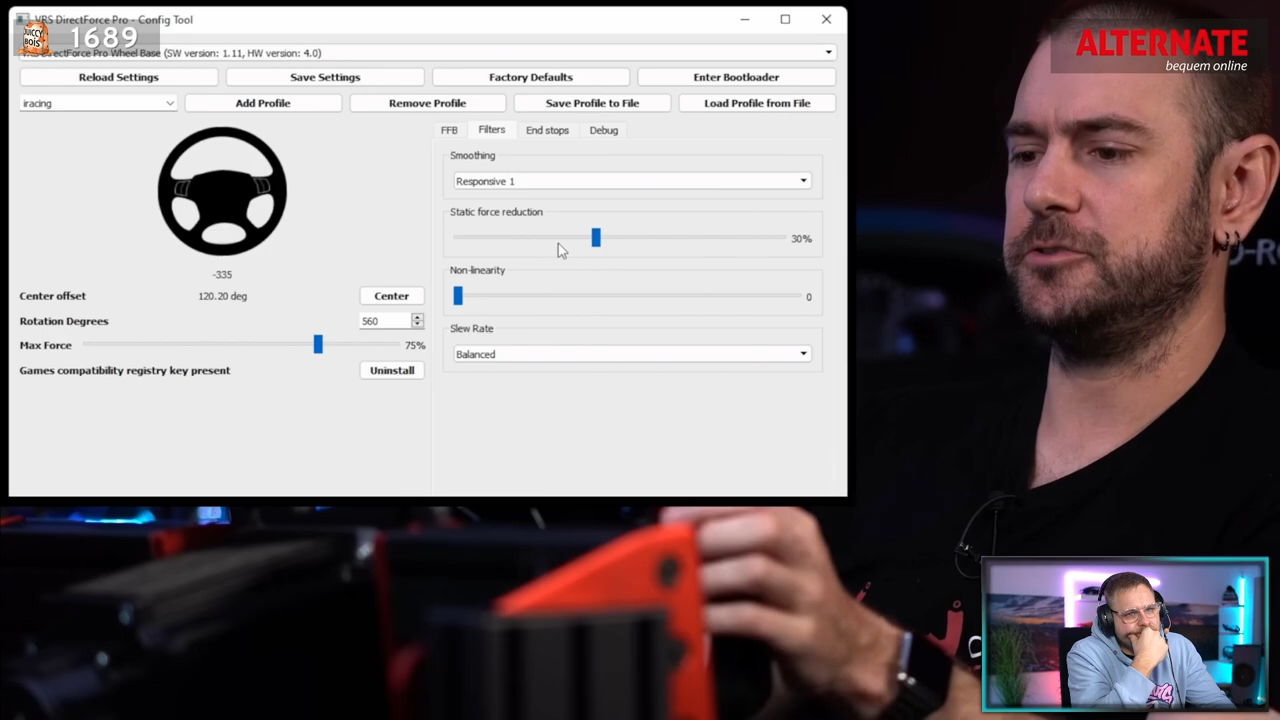 VRS DirectForce Pro - Config Tool
JUICCY BOIS
1689
ALTERNATE
bequem online
DirectForce Pro Wheel Base (SW version: 1.11, HW version: 4.0)
Reload Settings
Save Settings
Factory Defaults
Enter Bootloader
iracing
Add Profile
Remove Profile
Save Profile to File
Load Profile from File
FFB
Filters
End stops
Debug
Smoothing
Responsive 1
Static force reduction
30%
Non-linearity
0
Slew Rate
Balanced
-335
Center offset
120.20 deg
Center
Rotation Degrees
560
Max Force
75%
Games compatibility registry key present
Uninstall